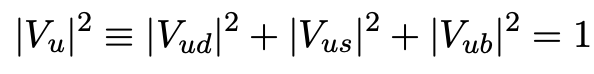 |V_u|^2 ≡ |V_{ud}|^2 + |V_{us}|^2 + |V_{ub}|^2 = 1